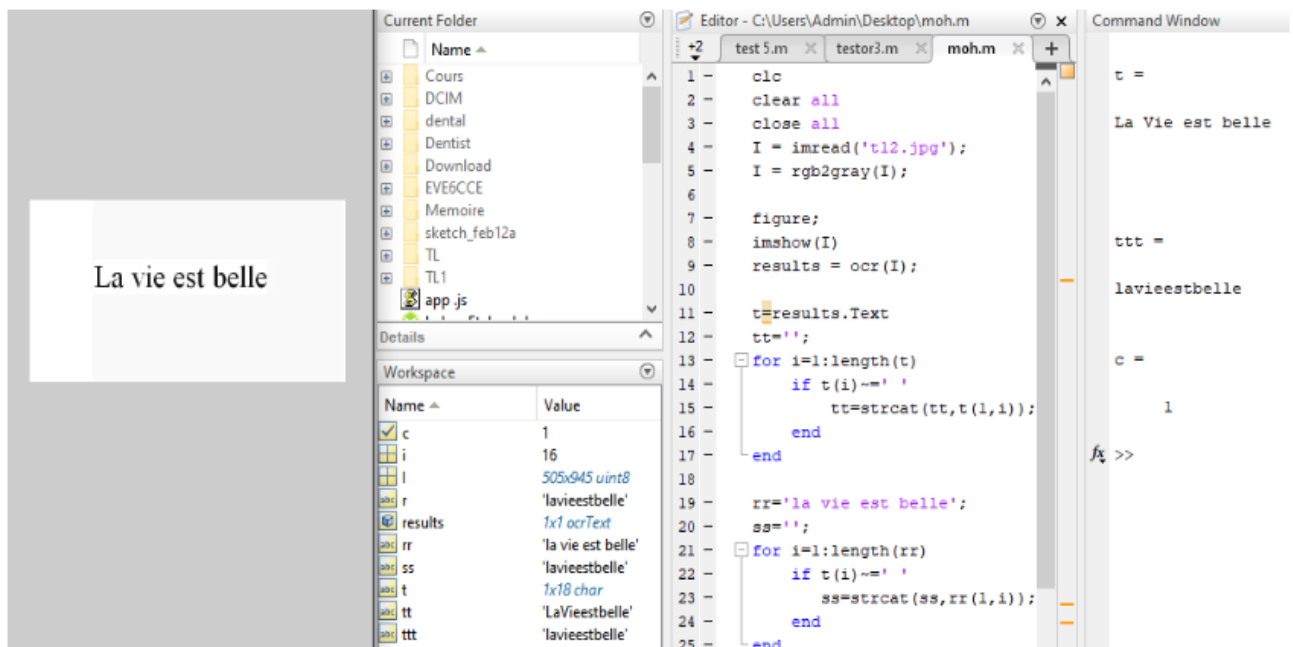 La vie est belle
Current Folder
Name
Cours
DCIM
dental
Dentist
Download
EVE6CCE
Memoire
sketch_feb12a
TL
TL1
app .js
Details
Workspace
Name Value
c 1
i 16
I 505x945 uint8
r 'lavieestbelle'
results 1x1 ocrText
rr 'la vie est belle'
ss 'lavieestbelle'
t 1x18 char
tt 'LaVieestbelle'
ttt 'lavieestbelle'
Editor - C:\Users\Admin\Desktop\moh.m
+2 test 5.m testor3.m moh.m +
1 - clc
2 - clear all
3 - close all
4 - I = imread('tl2.jpg');
5 - I = rgb2gray(I);
6
7 - figure;
8 - imshow(I)
9 - results = ocr(I);
10
11 - t=results.Text
12 - tt='';
13 - for i=1:length(t)
14 - if t(i)~=' '
15 - tt=strcat(tt,t(1,i));
16 - end
17 - end
18
19 - rr='la vie est belle';
20 - ss='';
21 - for i=1:length(rr)
22 - if t(i)~=' '
23 - ss=strcat(ss,rr(1,i));
24 - end
25 - end
Command Window
t =
La Vie est belle
ttt =
lavieestbelle
c =
1
fx >>